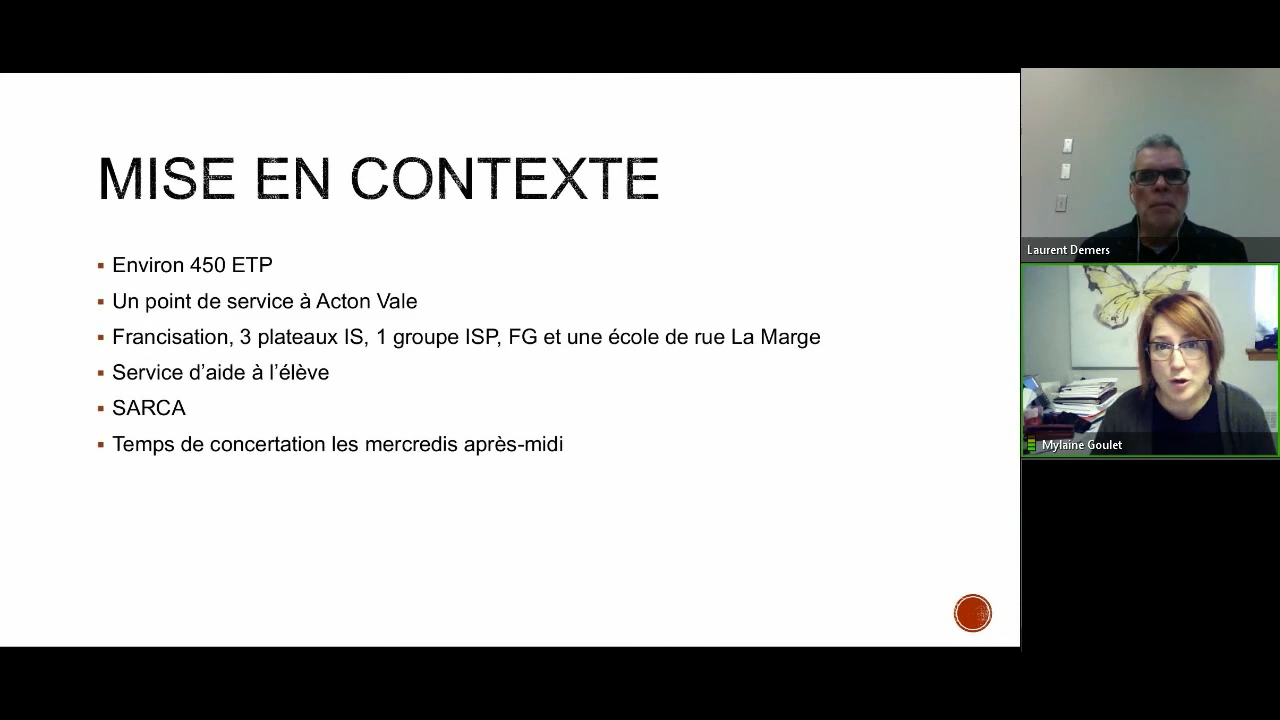 MISE EN CONTEXTE
Environ 450 ETP
Un point de service à Acton Vale
Francisation, 3 plateaux IS, 1 groupe ISP, FG et une école de rue La Marge
Service d’aide à l’élève
SARCA
Temps de concertation les mercredis après-midi
Laurent Demers
Mylaine Goulet